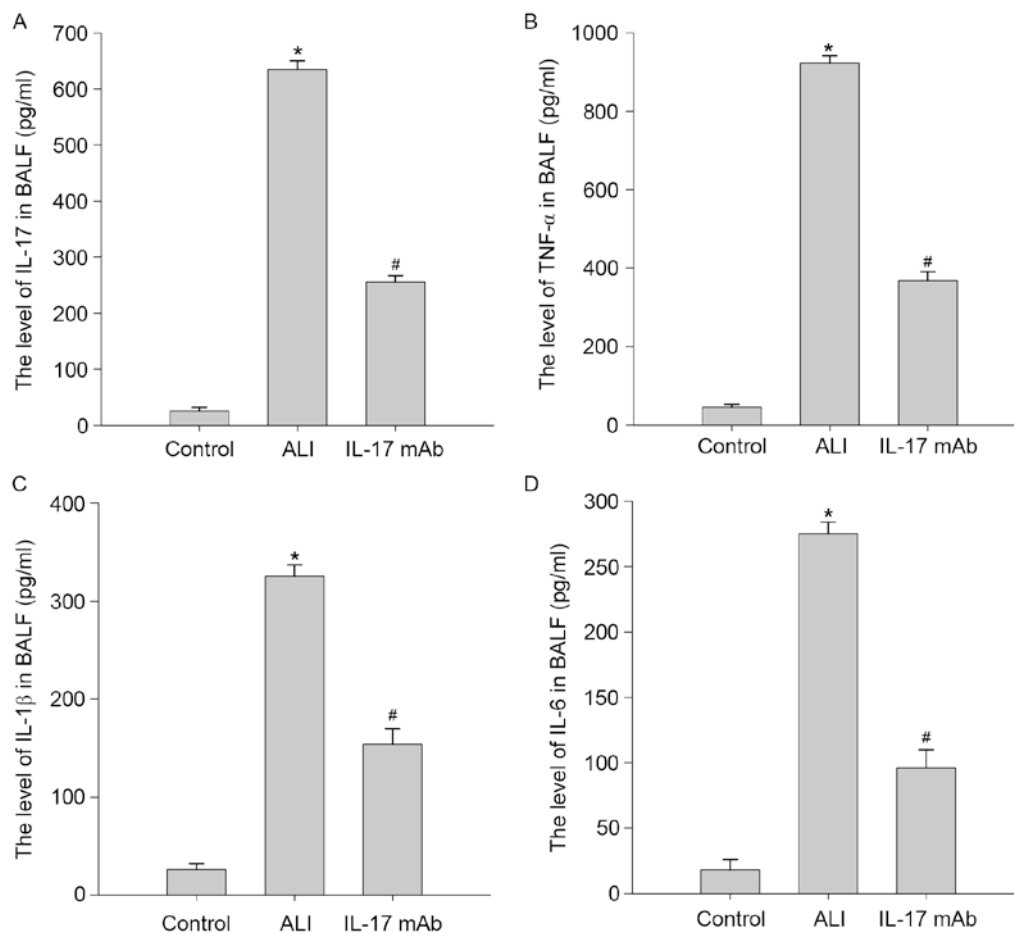 A
The level of IL-17 in BALF (pg/ml)
700
600
500
400
300
200
100
0
*
#
Control ALI IL-17 mAb
B
The level of TNF-α in BALF (pg/ml)
1000
800
600
400
200
0
*
#
Control ALI IL-17 mAb
C
The level of IL-1β in BALF (pg/ml)
400
300
200
100
0
*
#
Control ALI IL-17 mAb
D
The level of IL-6 in BALF (pg/ml)
300
250
200
150
100
50
0
*
#
Control ALI IL-17 mAb